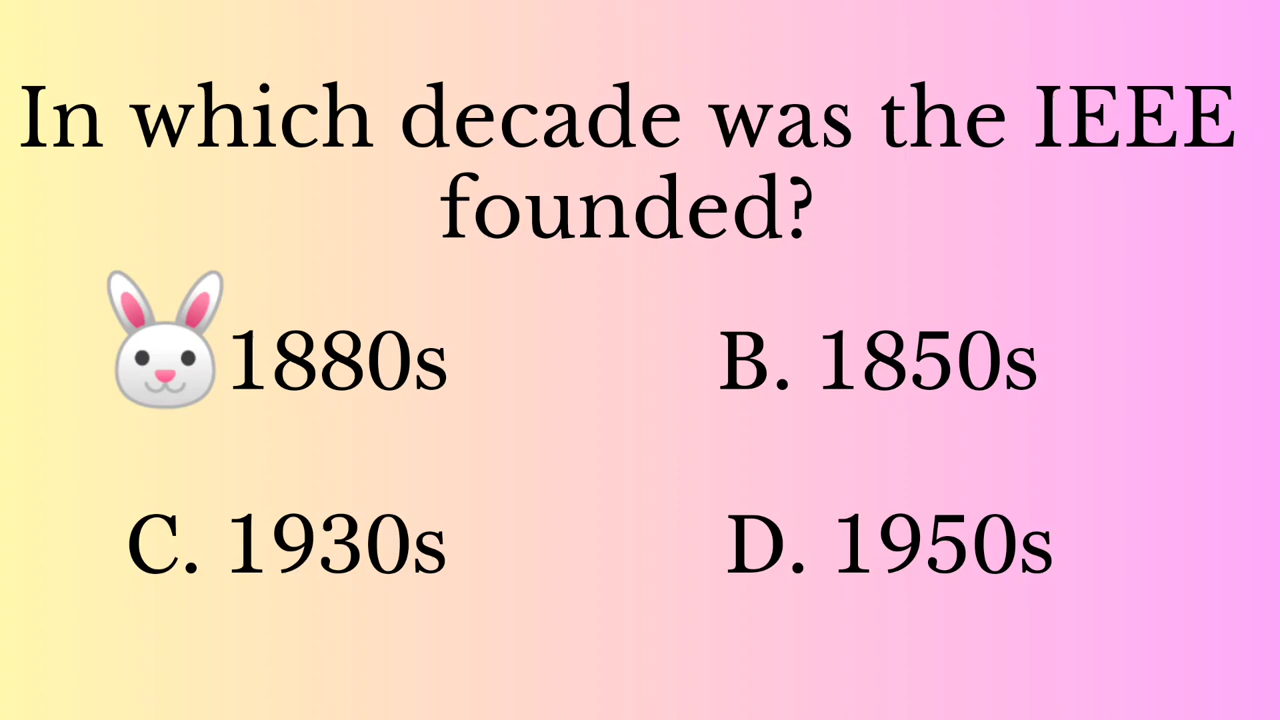 In which decade was the IEEE
founded?
1880s
B. 1850s
C. 1930s
D. 1950s